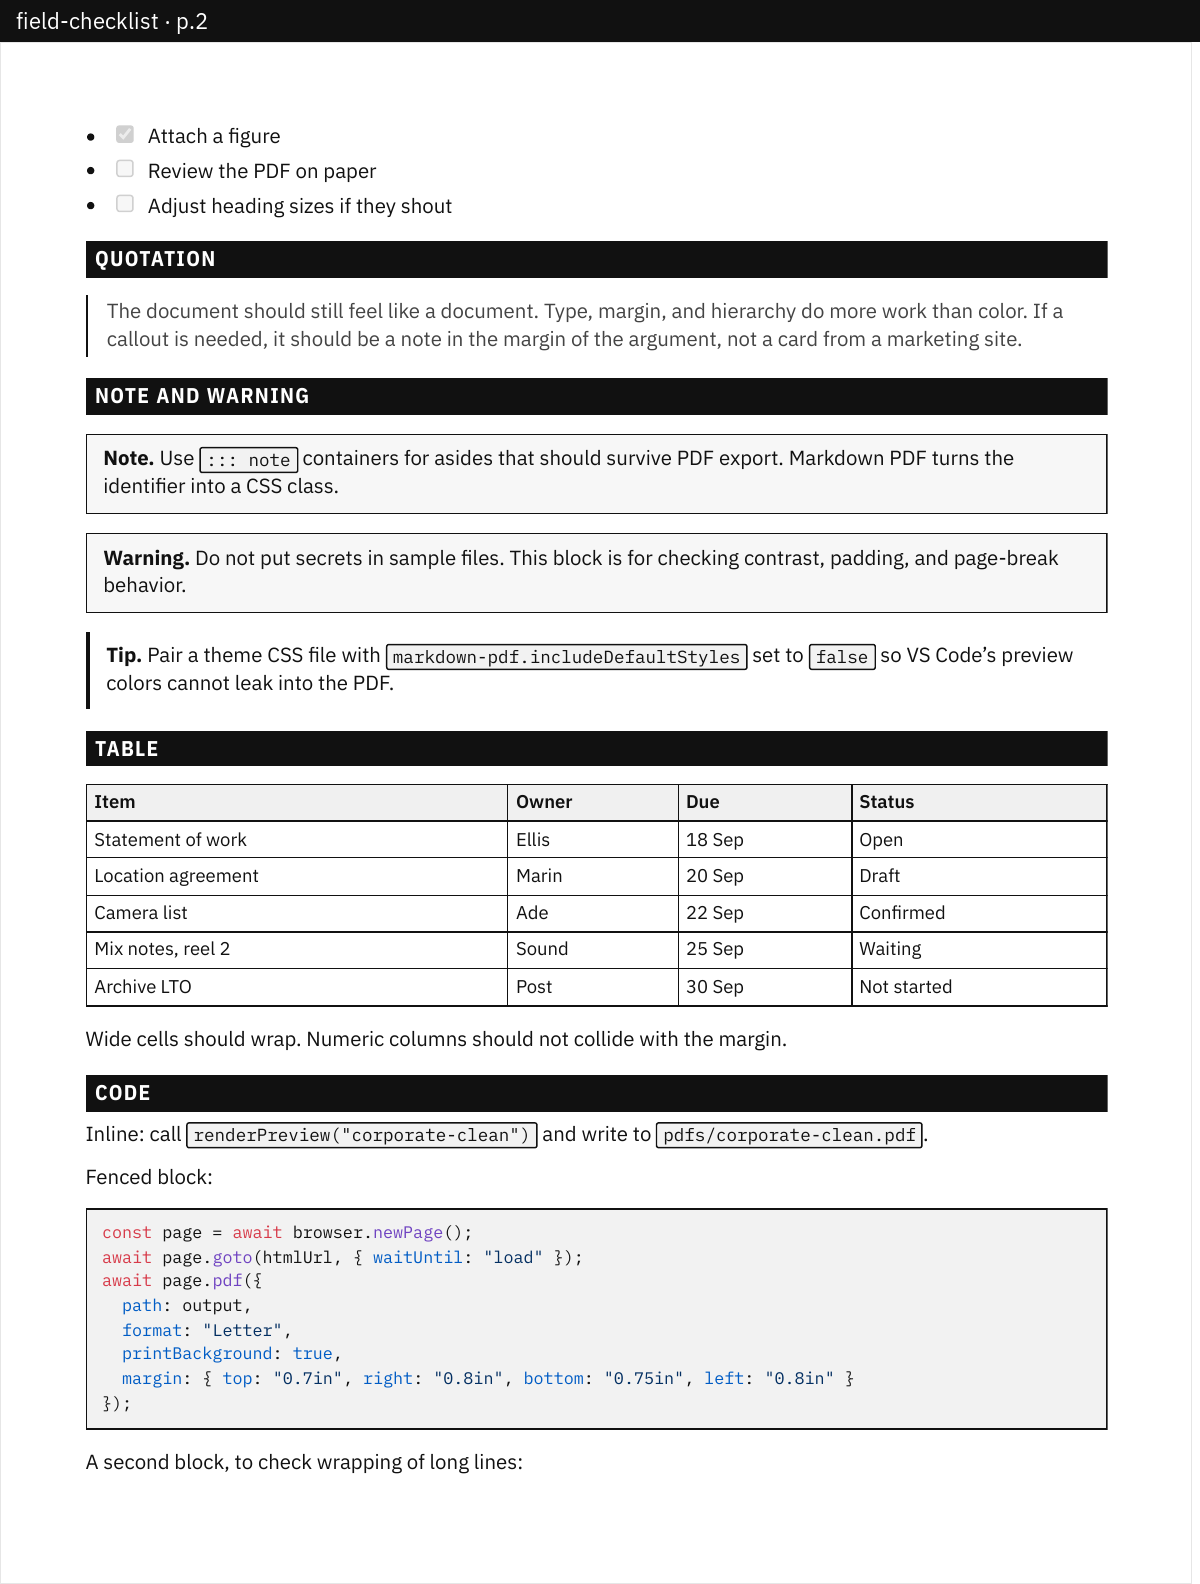 field-checklist · p.2
Attach a figure
Review the PDF on paper
Adjust heading sizes if they shout
QUOTATION
The document should still feel like a document. Type, margin, and hierarchy do more work than color. If a
callout is needed, it should be a note in the margin of the argument, not a card from a marketing site.
NOTE AND WARNING
Note. Use ::: note containers for asides that should survive PDF export. Markdown PDF turns the
identifier into a CSS class.
Warning. Do not put secrets in sample files. This block is for checking contrast, padding, and page-break
behavior.
Tip. Pair a theme CSS file with markdown-pdf.includeDefaultStyles set to false so VS Code’s preview
colors cannot leak into the PDF.
TABLE
Item Owner Due Status
Statement of work Ellis 18 Sep Open
Location agreement Marin 20 Sep Draft
Camera list Ade 22 Sep Confirmed
Mix notes, reel 2 Sound 25 Sep Waiting
Archive LTO Post 30 Sep Not started
Wide cells should wrap. Numeric columns should not collide with the margin.
CODE
Inline: call renderPreview("corporate-clean") and write to pdfs/corporate-clean.pdf.
Fenced block:
const page = await browser.newPage();
await page.goto(htmlUrl, { waitUntil: "load" });
await page.pdf({
  path: output,
  format: "Letter",
  printBackground: true,
  margin: { top: "0.7in", right: "0.8in", bottom: "0.75in", left: "0.8in" }
});
A second block, to check wrapping of long lines: